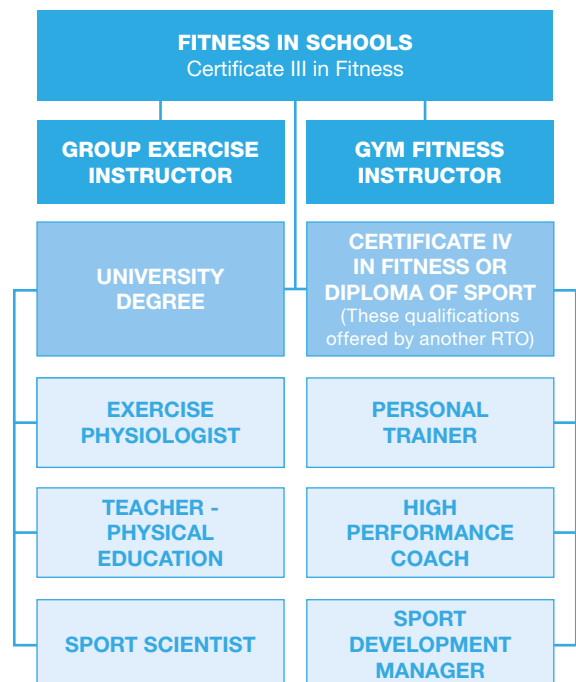 FITNESS IN SCHOOLS
Certificate III in Fitness
GROUP EXERCISE
INSTRUCTOR
GYM FITNESS
INSTRUCTOR
UNIVERSITY
DEGREE
CERTIFICATE IV
IN FITNESS OR
DIPLOMA OF SPORT
(These qualifications
offered by another RTO)
EXERCISE
PHYSIOLOGIST
PERSONAL
TRAINER
TEACHER -
PHYSICAL
EDUCATION
HIGH
PERFORMANCE
COACH
SPORT SCIENTIST
SPORT
DEVELOPMENT
MANAGER